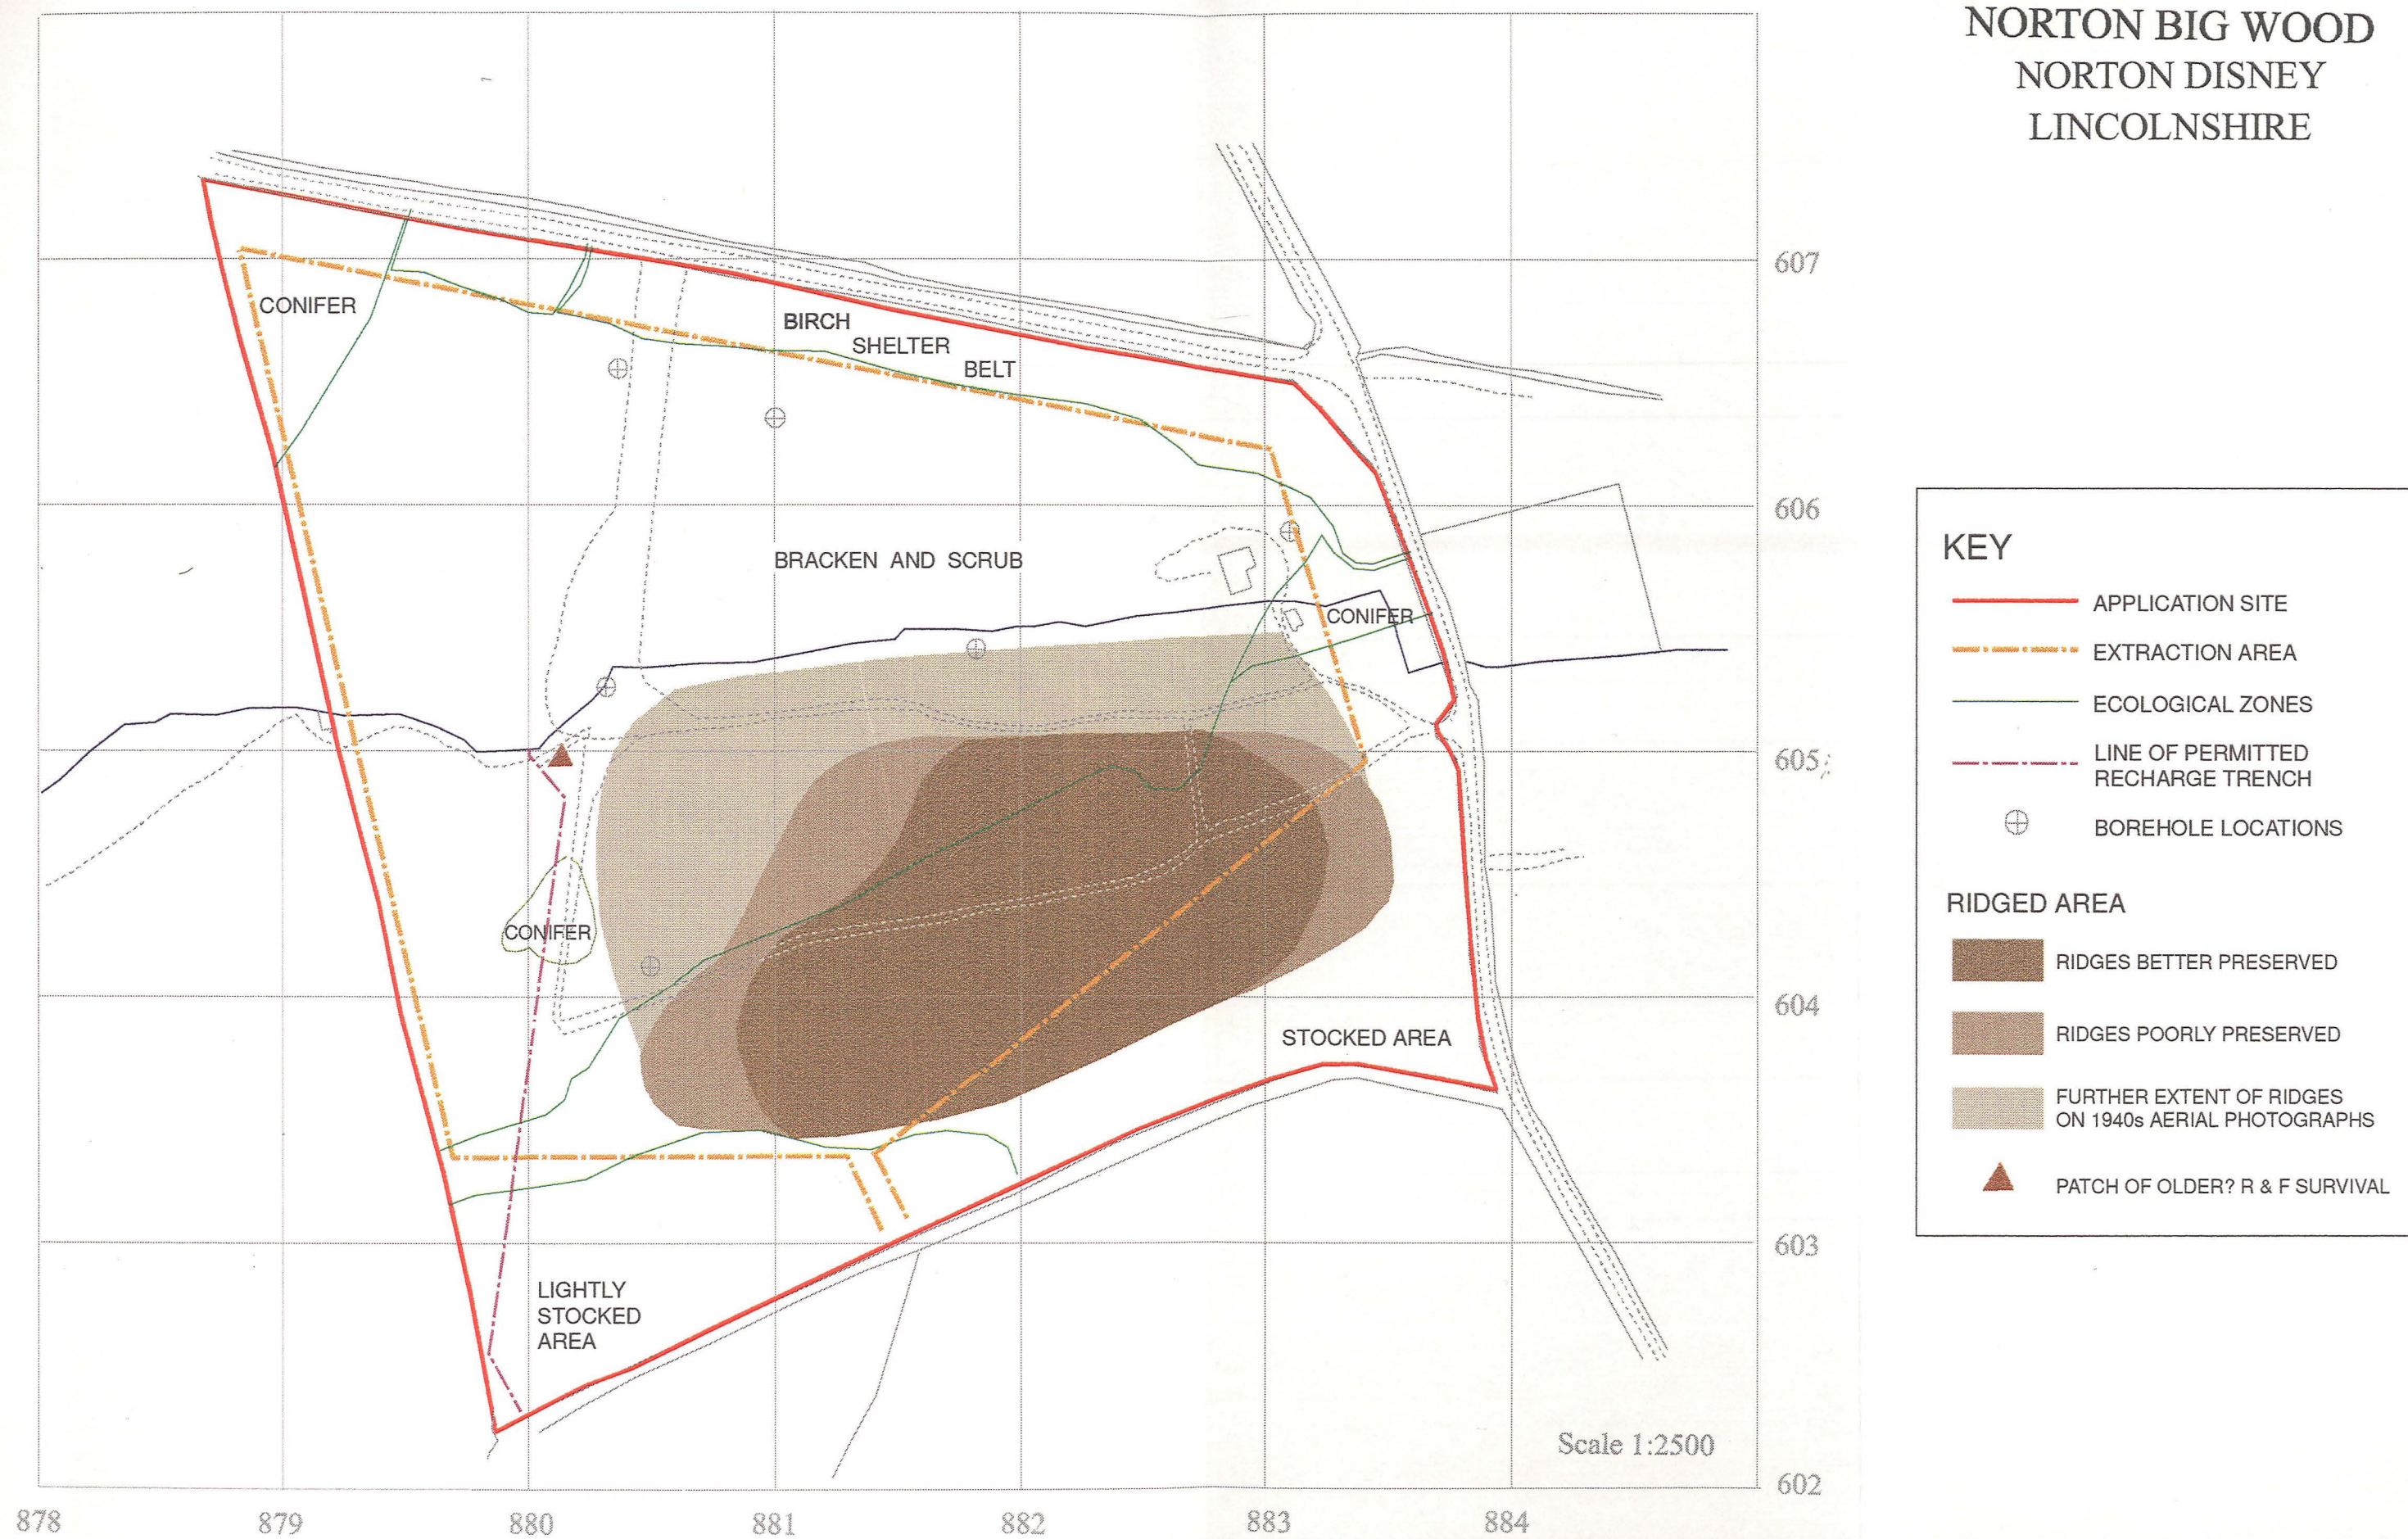 NORTON BIG WOOD
NORTON DISNEY
LINCOLNSHIRE
607
CONIFER
BIRCH
SHELTER
BELT
606
BRACKEN AND SCRUB
CONIFER
605
CONIFER
604
STOCKED AREA
603
LIGHTLY
STOCKED
AREA
Scale 1:2500
602
878
879
880
881
882
883
884
KEY
APPLICATION SITE
EXTRACTION AREA
ECOLOGICAL ZONES
LINE OF PERMITTED
RECHARGE TRENCH
BOREHOLE LOCATIONS
RIDGED AREA
RIDGES BETTER PRESERVED
RIDGES POORLY PRESERVED
FURTHER EXTENT OF RIDGES
ON 1940s AERIAL PHOTOGRAPHS
PATCH OF OLDER? R & F SURVIVAL